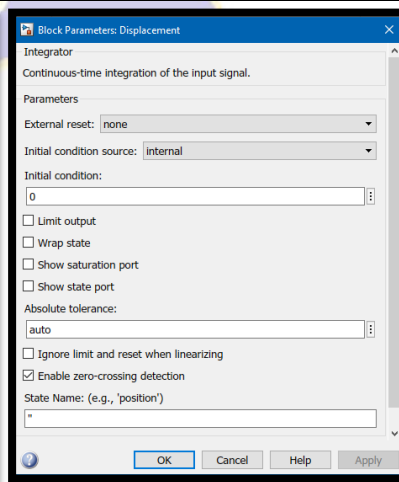 Block Parameters: Displacement
Integrator
Continuous-time integration of the input signal.
Parameters
External reset: none
Initial condition source: internal
Initial condition:
0
Limit output
Wrap state
Show saturation port
Show state port
Absolute tolerance:
auto
Ignore limit and reset when linearizing
Enable zero-crossing detection
State Name: (e.g., 'position')
''
OK Cancel Help Apply